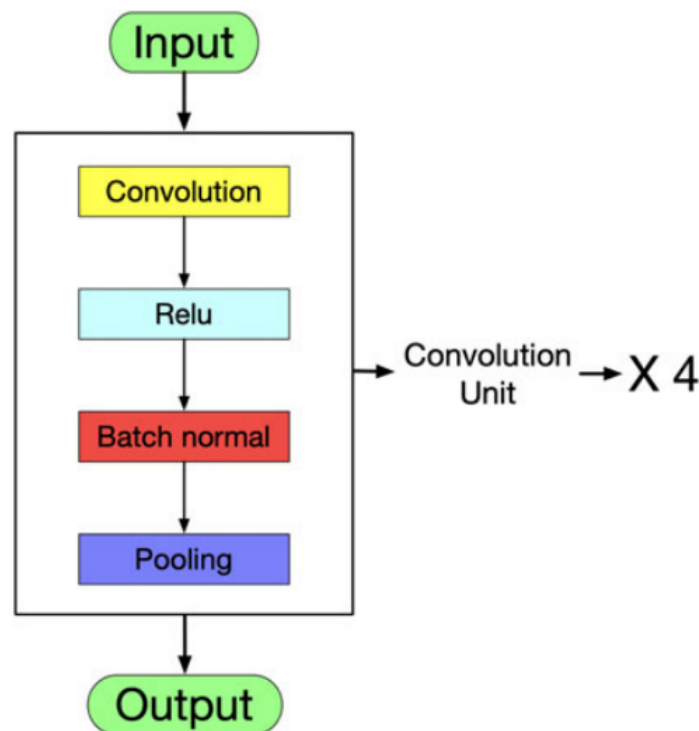 Input
Convolution
Relu
Batch normal
Pooling
Convolution
Unit
X 4
Output